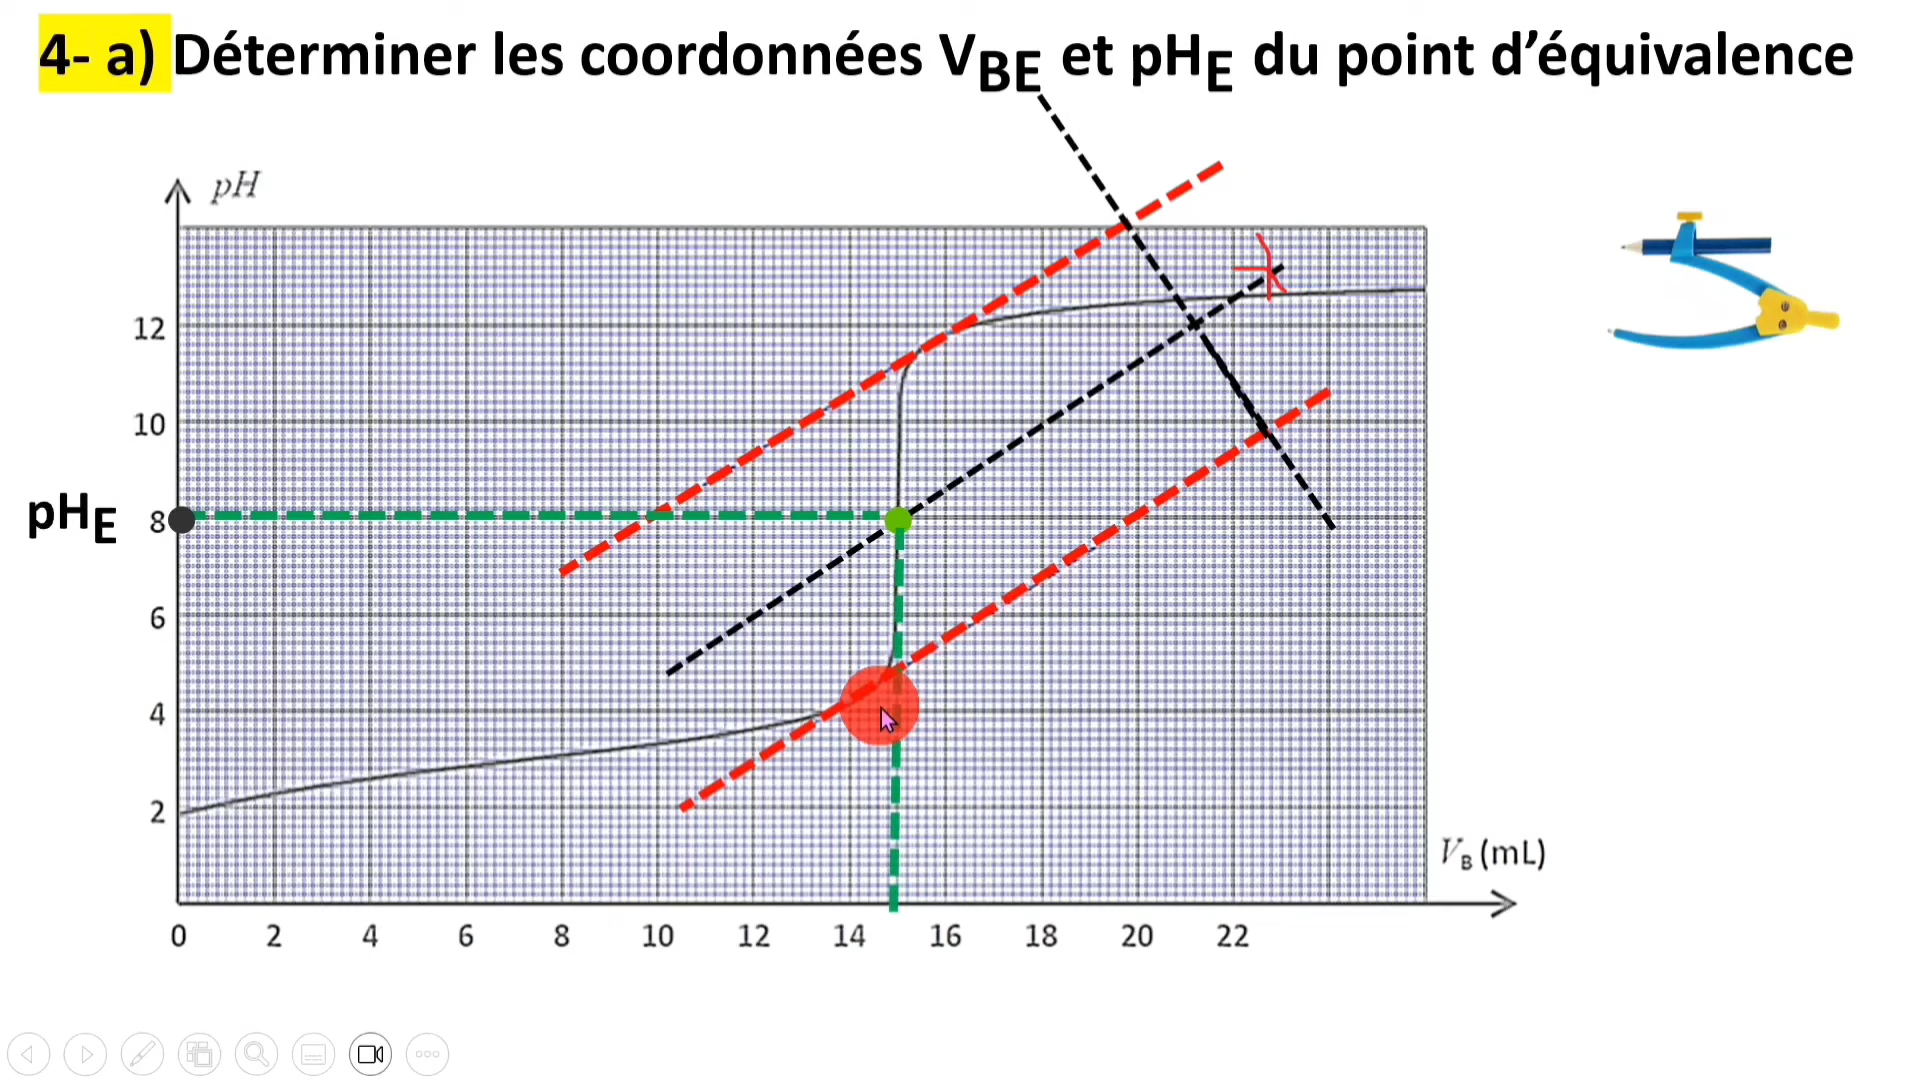 4- a) Déterminer les coordonnées VBE et pHE du point d’équivalence
pH
12
10
pHE 8
6
4
2
VB (mL)
0 2 4 6 8 10 12 14 16 18 20 22